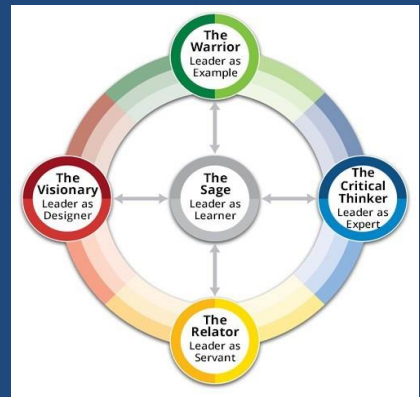 The
Warrior
Leader as
Example
The
Visionary
Leader as
Designer
The
Sage
Leader as
Learner
The
Critical
Thinker
Leader as
Expert
The
Relator
Leader as
Servant